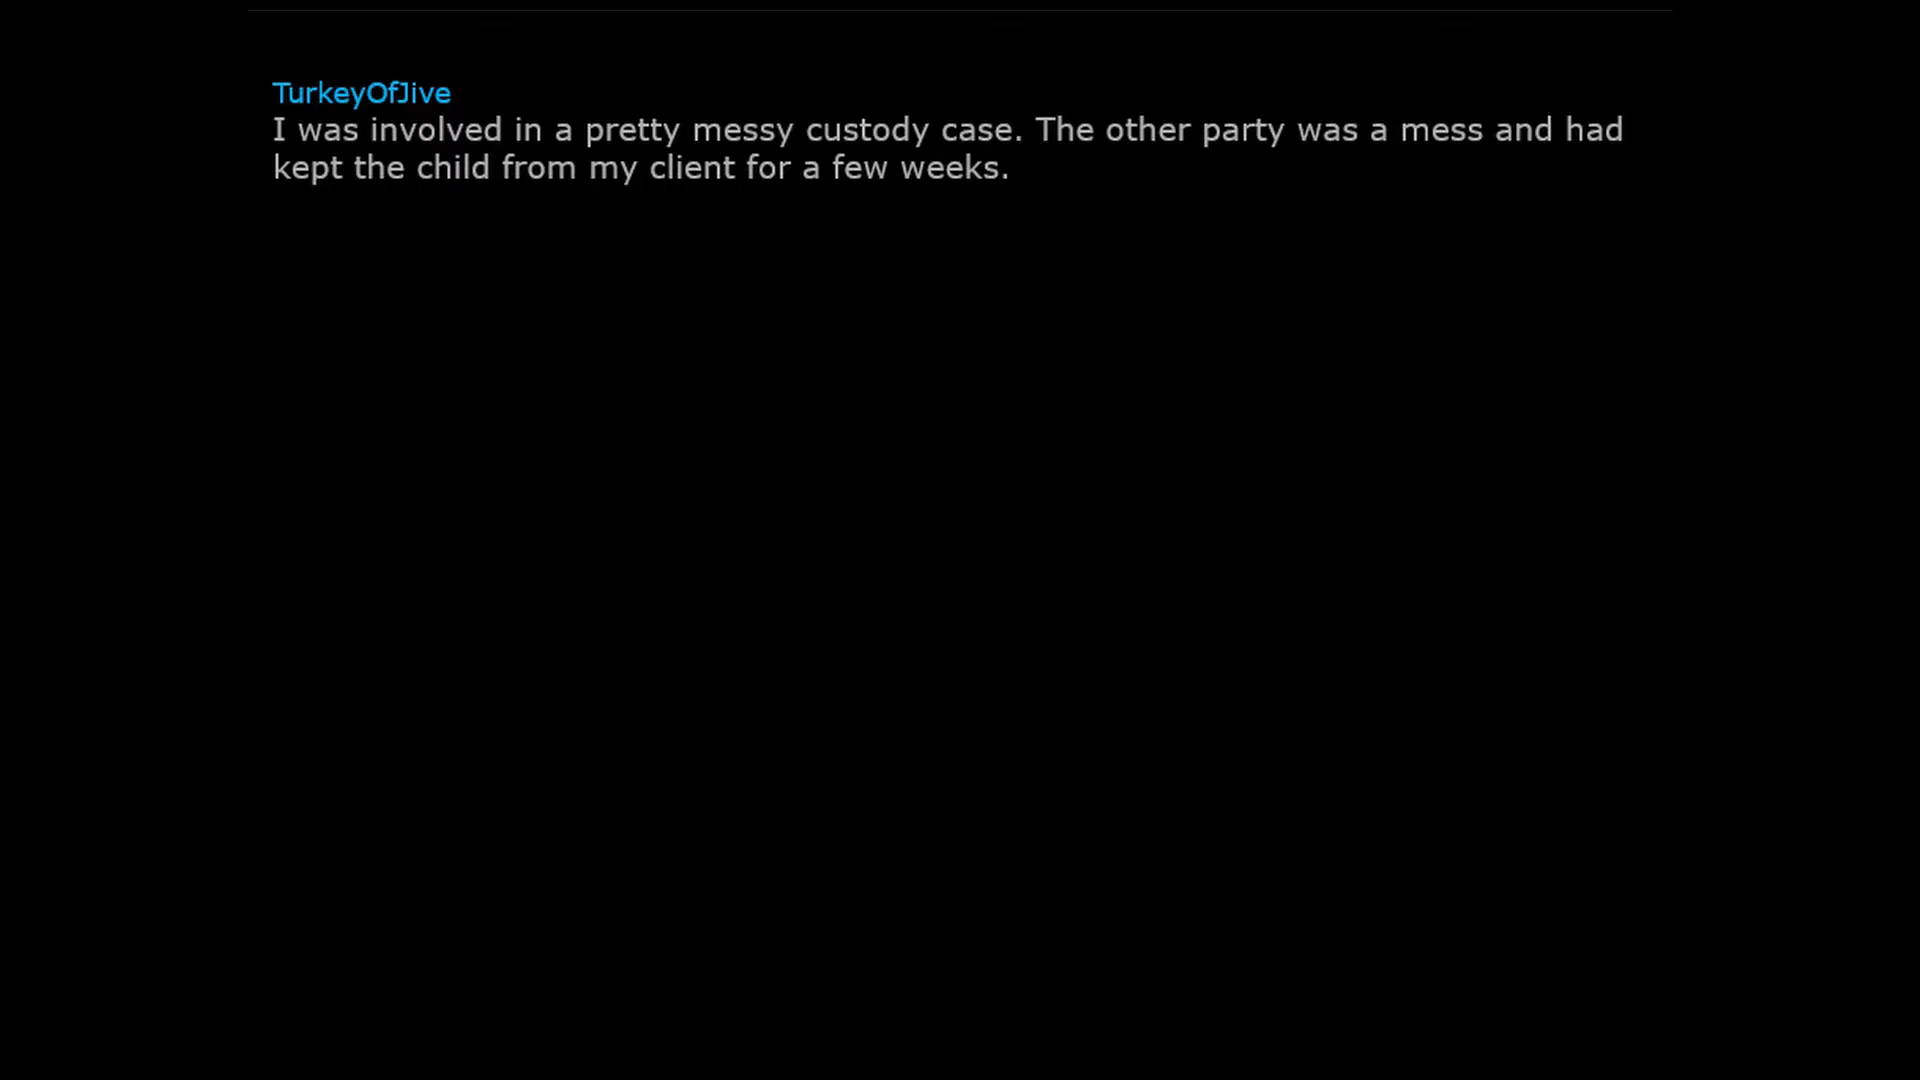 TurkeyOfJive
I was involved in a pretty messy custody case. The other party was a mess and had
kept the child from my client for a few weeks.